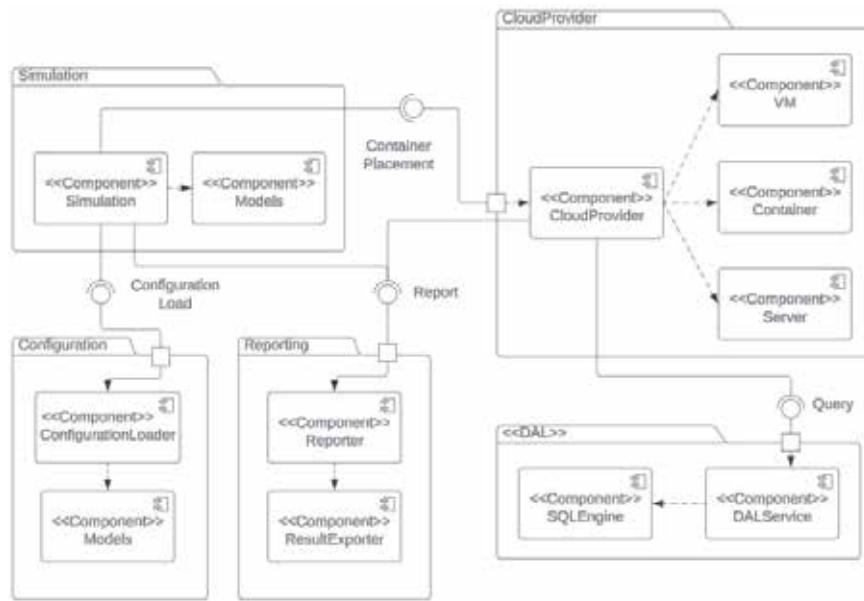 CloudProvider
Simulation
<<Component>>
VM
Container
Placement
<<Component>>
Simulation
<<Component>>
Models
<<Component>>
CloudProvider
<<Component>>
Container
Configuration
Load
Report
<<Component>>
Server
Configuration
Reporting
<<Component>>
ConfigurationLoader
<<Component>>
Reporter
Query
<<DAL>>
<<Component>>
Models
<<Component>>
ResultExporter
<<Component>>
SQLEngine
<<Component>>
DALService